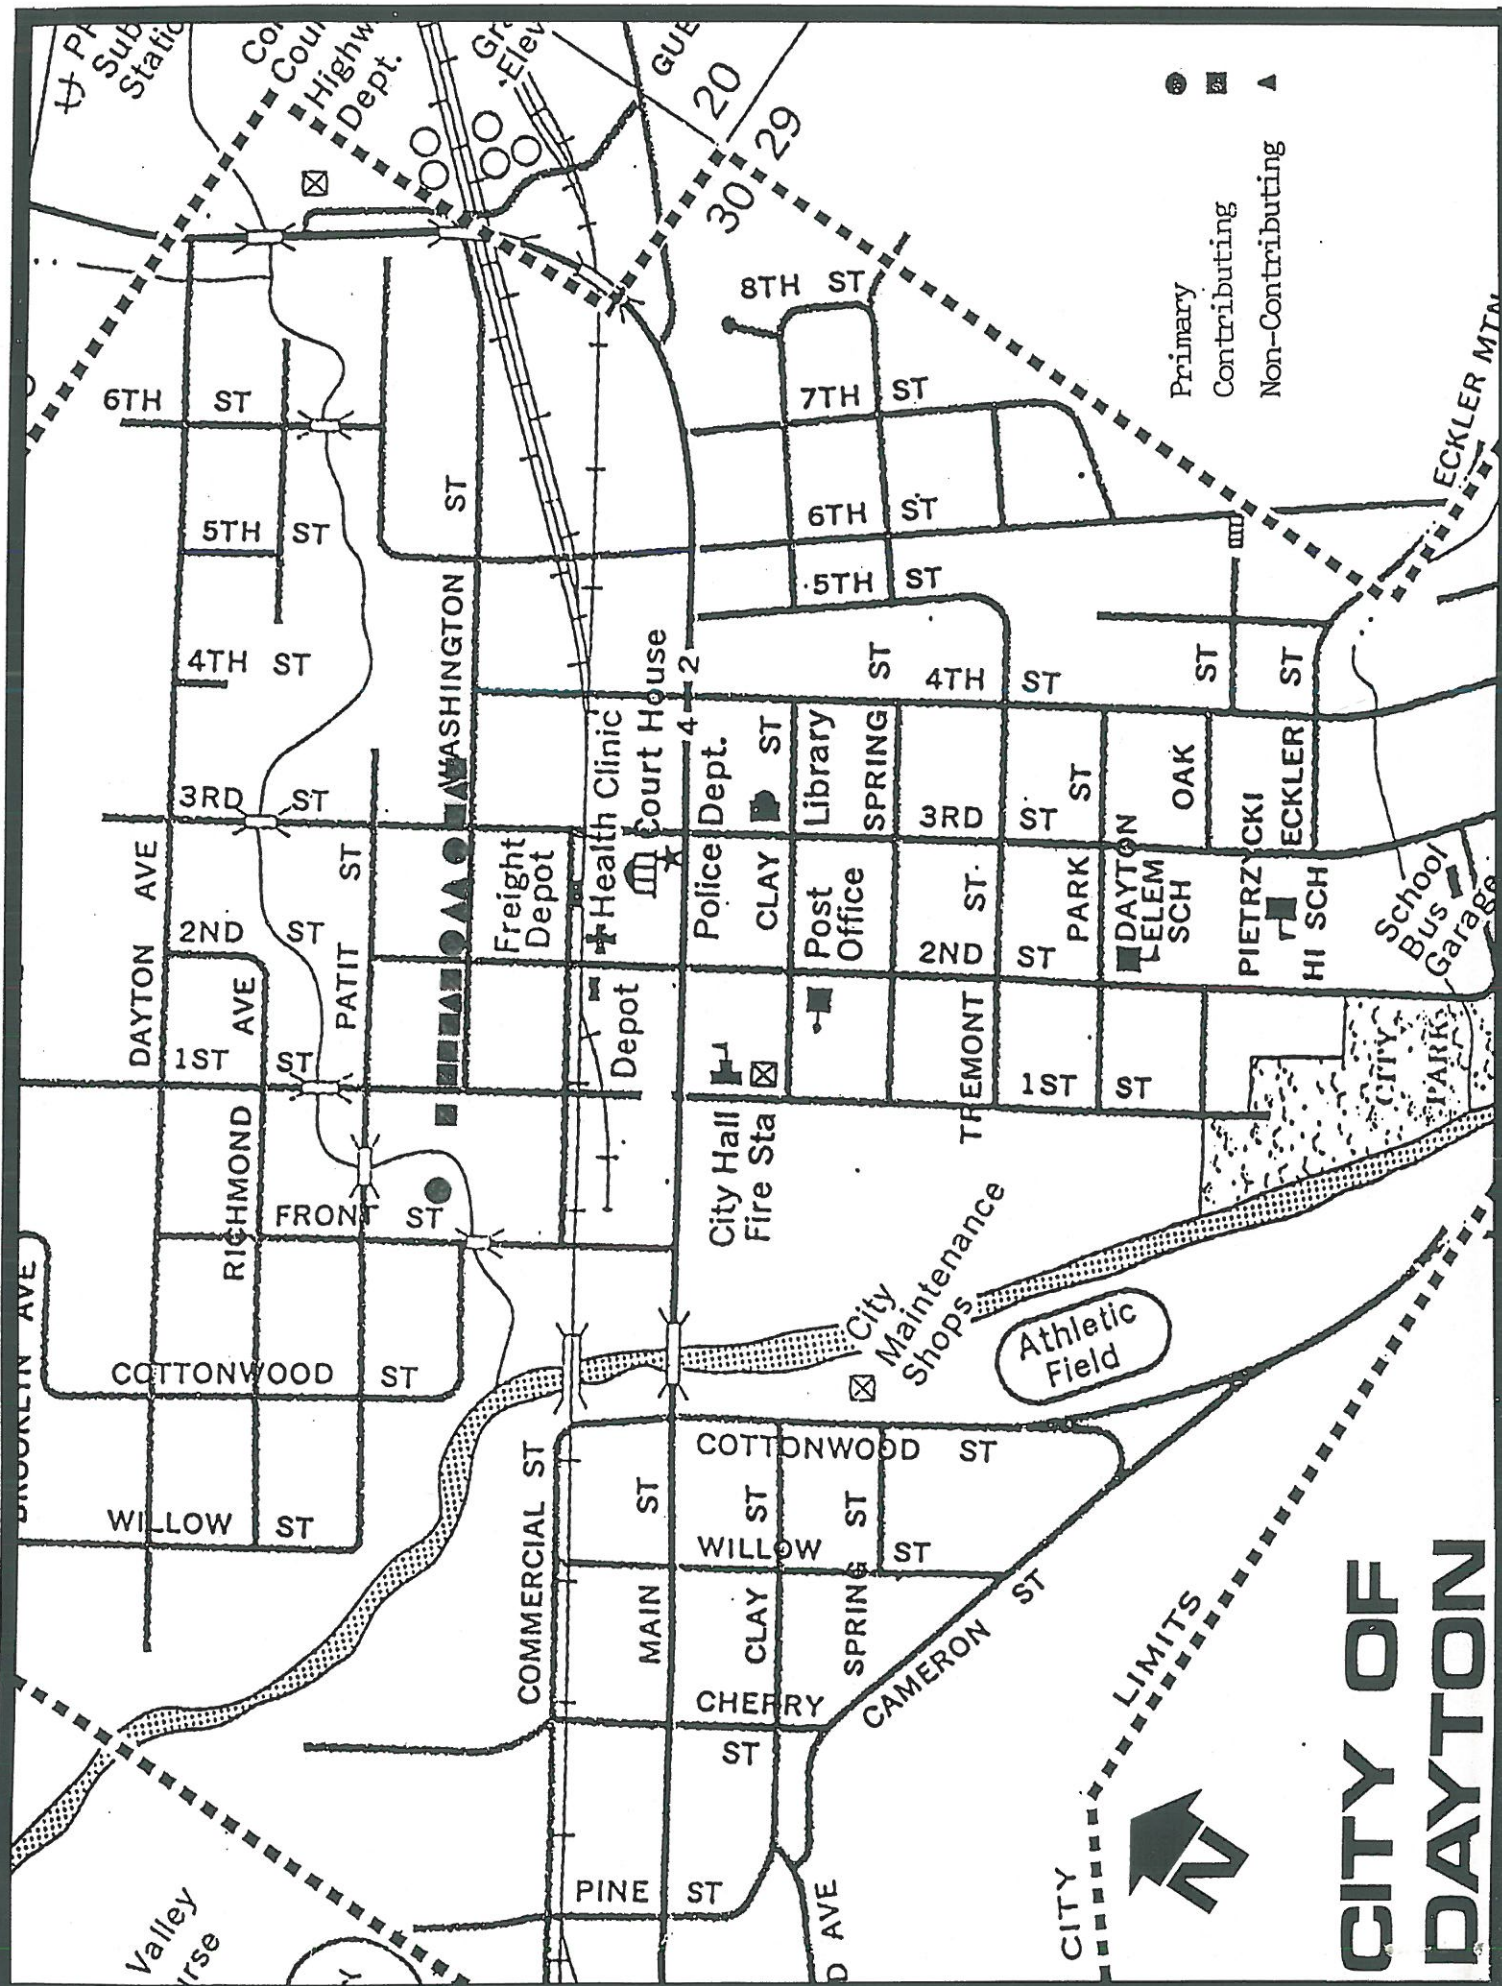 Sub
Static
Highw
Dept.
20
29
30
6TH ST
5TH ST
4TH ST
3RD ST
2ND ST
1ST ST
DAYTON AVE
RICHMOND AVE
PATIT ST
WASHINGTON ST
FRONT ST
COTTONWOOD ST
WILLOW ST
8TH ST
7TH ST
6TH ST
5TH ST
4TH ST
3RD ST
2ND ST
1ST ST
Freight
Depot
Health Clinic
Court House
4 2
Police Dept.
Depot
CLAY ST
Library
Post
Office
SPRING ST
TREMONT ST.
PARK ST
DAYTON
ELEM
SCH
OAK ST
PIETRZYCKI
HI SCH
ECKLER ST
ECKLER MTN
School
Bus
Garage
CITY
PARK
City Hall
Fire Sta
City
Maintenance
Shops
Athletic
Field
COMMERCIAL ST
MAIN ST
CLAY ST
SPRING ST
COTTONWOOD ST
WILLOW ST
CHERRY
ST
CAMERON ST
PINE ST
D AVE
Valley
urse
CITY LIMITS
Primary
Contributing
Non-Contributing
N
CITY OF
DAYTON